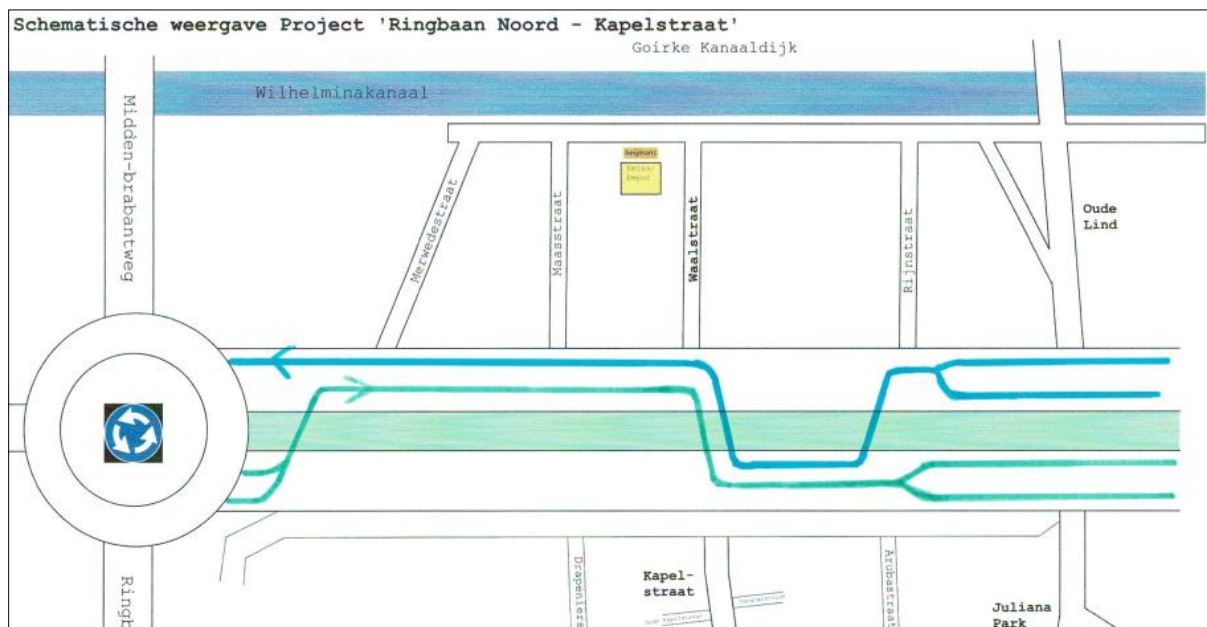 Schematische weergave Project 'Ringbaan Noord - Kapelstraat'
Goirke Kanaaldijk
Wilhelminakanaal
Midden-brabantweg
Merwedestraat
Maasstraat
Waalstraat
Rijnstraat
Oude
Lind
Drapeniers
Kapel-
straat
Arubastraat
Juliana
Park
Ringb